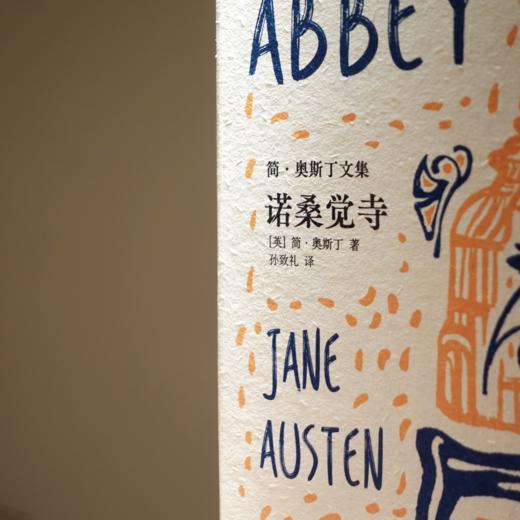 ABBEY
简·奥斯丁文集
诺桑觉寺
[英] 简·奥斯丁 著
孙致礼 译
JANE
AUSTEN